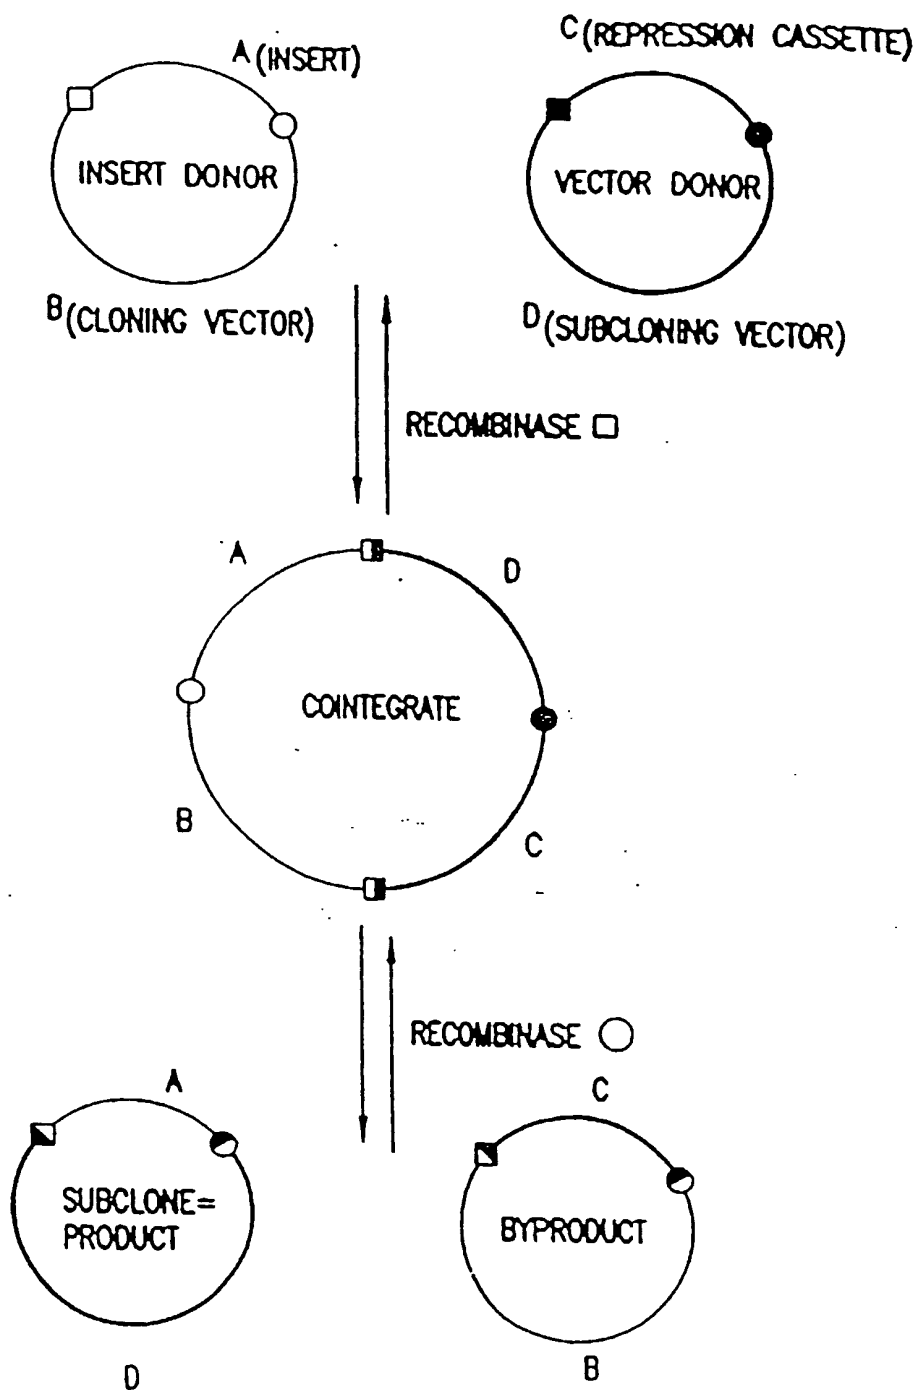 A (INSERT)
INSERT DONOR
B (CLONING VECTOR)
C (REPRESSION CASSETTE)
VECTOR DONOR
D (SUBCLONING VECTOR)
RECOMBINASE
A
D
COINTEGRATE
B
C
RECOMBINASE
A
SUBCLONE=
PRODUCT
D
C
BYPRODUCT
B